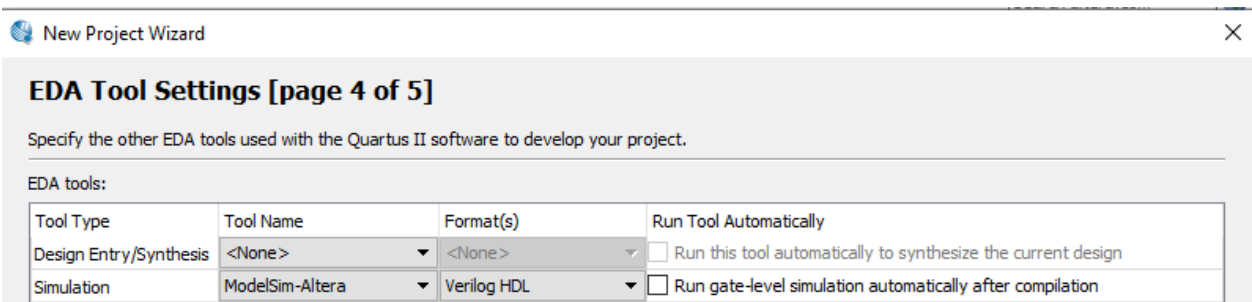 New Project Wizard
EDA Tool Settings [page 4 of 5]
Specify the other EDA tools used with the Quartus II software to develop your project.
EDA tools:
Tool Type Tool Name Format(s) Run Tool Automatically
Design Entry/Synthesis <None> <None> Run this tool automatically to synthesize the current design
Simulation ModelSim-Altera Verilog HDL Run gate-level simulation automatically after compilation